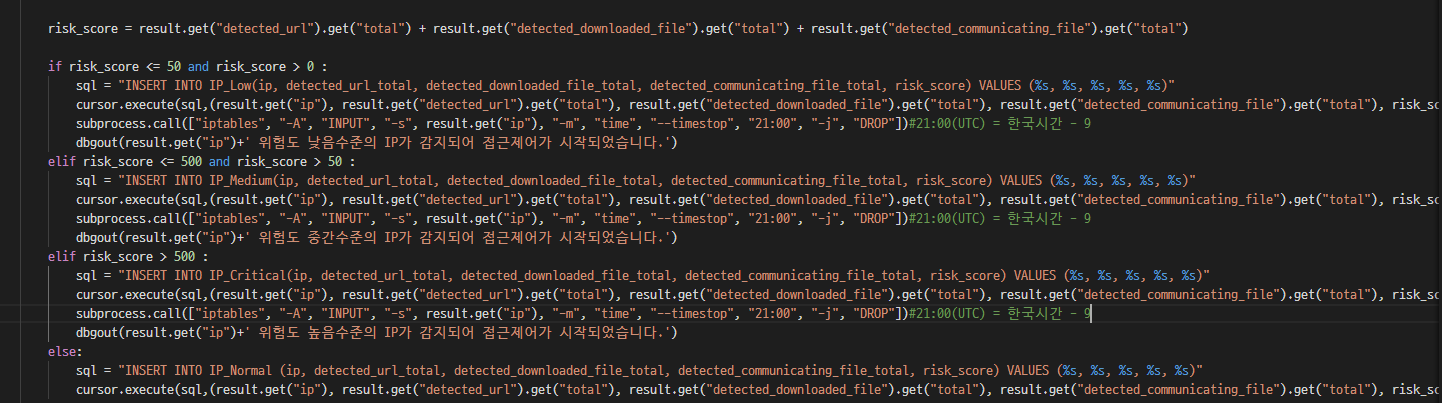 risk_score = result.get("detected_url").get("total") + result.get("detected_downloaded_file").get("total") + result.get("detected_communicating_file").get("total")
if risk_score <= 50 and risk_score > 0 :
sql = "INSERT INTO IP_Low(ip, detected_url_total, detected_downloaded_file_total, detected_communicating_file_total, risk_score) VALUES (%s, %s, %s, %s, %s)"
cursor.execute(sql,(result.get("ip"), result.get("detected_url").get("total"), result.get("detected_downloaded_file").get("total"), result.get("detected_communicating_file").get("total"), risk_sc
subprocess.call(["iptables", "-A", "INPUT", "-s", result.get("ip"), "-m", "time", "--timestop", "21:00", "-j", "DROP"])#21:00(UTC) = 한국시간 - 9
dbgout(result.get("ip")+' 위험도 낮음수준의 IP가 감지되어 접근제어가 시작되었습니다.')
elif risk_score <= 500 and risk_score > 50 :
sql = "INSERT INTO IP_Medium(ip, detected_url_total, detected_downloaded_file_total, detected_communicating_file_total, risk_score) VALUES (%s, %s, %s, %s, %s)"
cursor.execute(sql,(result.get("ip"), result.get("detected_url").get("total"), result.get("detected_downloaded_file").get("total"), result.get("detected_communicating_file").get("total"), risk_sc
subprocess.call(["iptables", "-A", "INPUT", "-s", result.get("ip"), "-m", "time", "--timestop", "21:00", "-j", "DROP"])#21:00(UTC) = 한국시간 - 9
dbgout(result.get("ip")+' 위험도 중간수준의 IP가 감지되어 접근제어가 시작되었습니다.')
elif risk_score > 500 :
sql = "INSERT INTO IP_Critical(ip, detected_url_total, detected_downloaded_file_total, detected_communicating_file_total, risk_score) VALUES (%s, %s, %s, %s, %s)"
cursor.execute(sql,(result.get("ip"), result.get("detected_url").get("total"), result.get("detected_downloaded_file").get("total"), result.get("detected_communicating_file").get("total"), risk_sc
subprocess.call(["iptables", "-A", "INPUT", "-s", result.get("ip"), "-m", "time", "--timestop", "21:00", "-j", "DROP"])#21:00(UTC) = 한국시간 - 9
dbgout(result.get("ip")+' 위험도 높음수준의 IP가 감지되어 접근제어가 시작되었습니다.')
else:
sql = "INSERT INTO IP_Normal (ip, detected_url_total, detected_downloaded_file_total, detected_communicating_file_total, risk_score) VALUES (%s, %s, %s, %s, %s)"
cursor.execute(sql,(result.get("ip"), result.get("detected_url").get("total"), result.get("detected_downloaded_file").get("total"), result.get("detected_communicating_file").get("total"), risk_sc